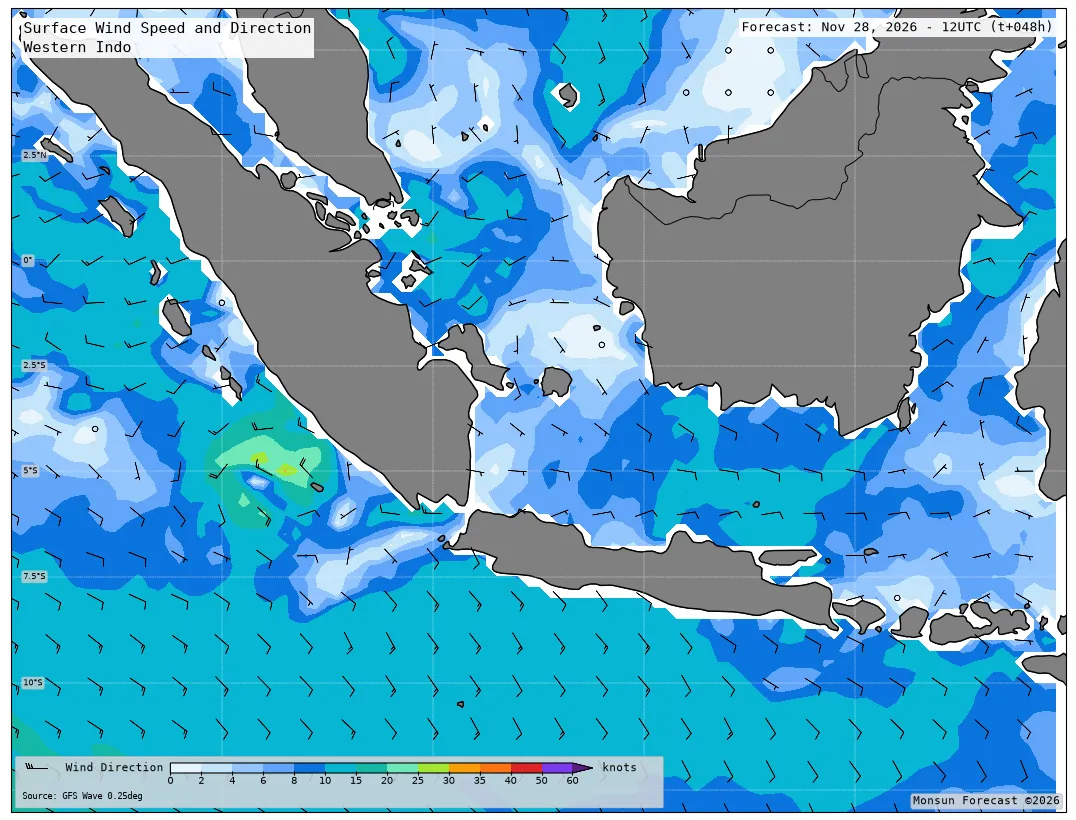 Surface Wind Speed and Direction
Western Indo
Forecast: Nov 28, 2026 - 12UTC (t+048h)
2.5°N
0°
2.5°S
5°S
7.5°S
10°S
Wind Direction
0 2 4 6 8 10 15 20 25 30 35 40 50 60
knots
Source: GFS Wave 0.25deg
Monsun Forecast ©2026